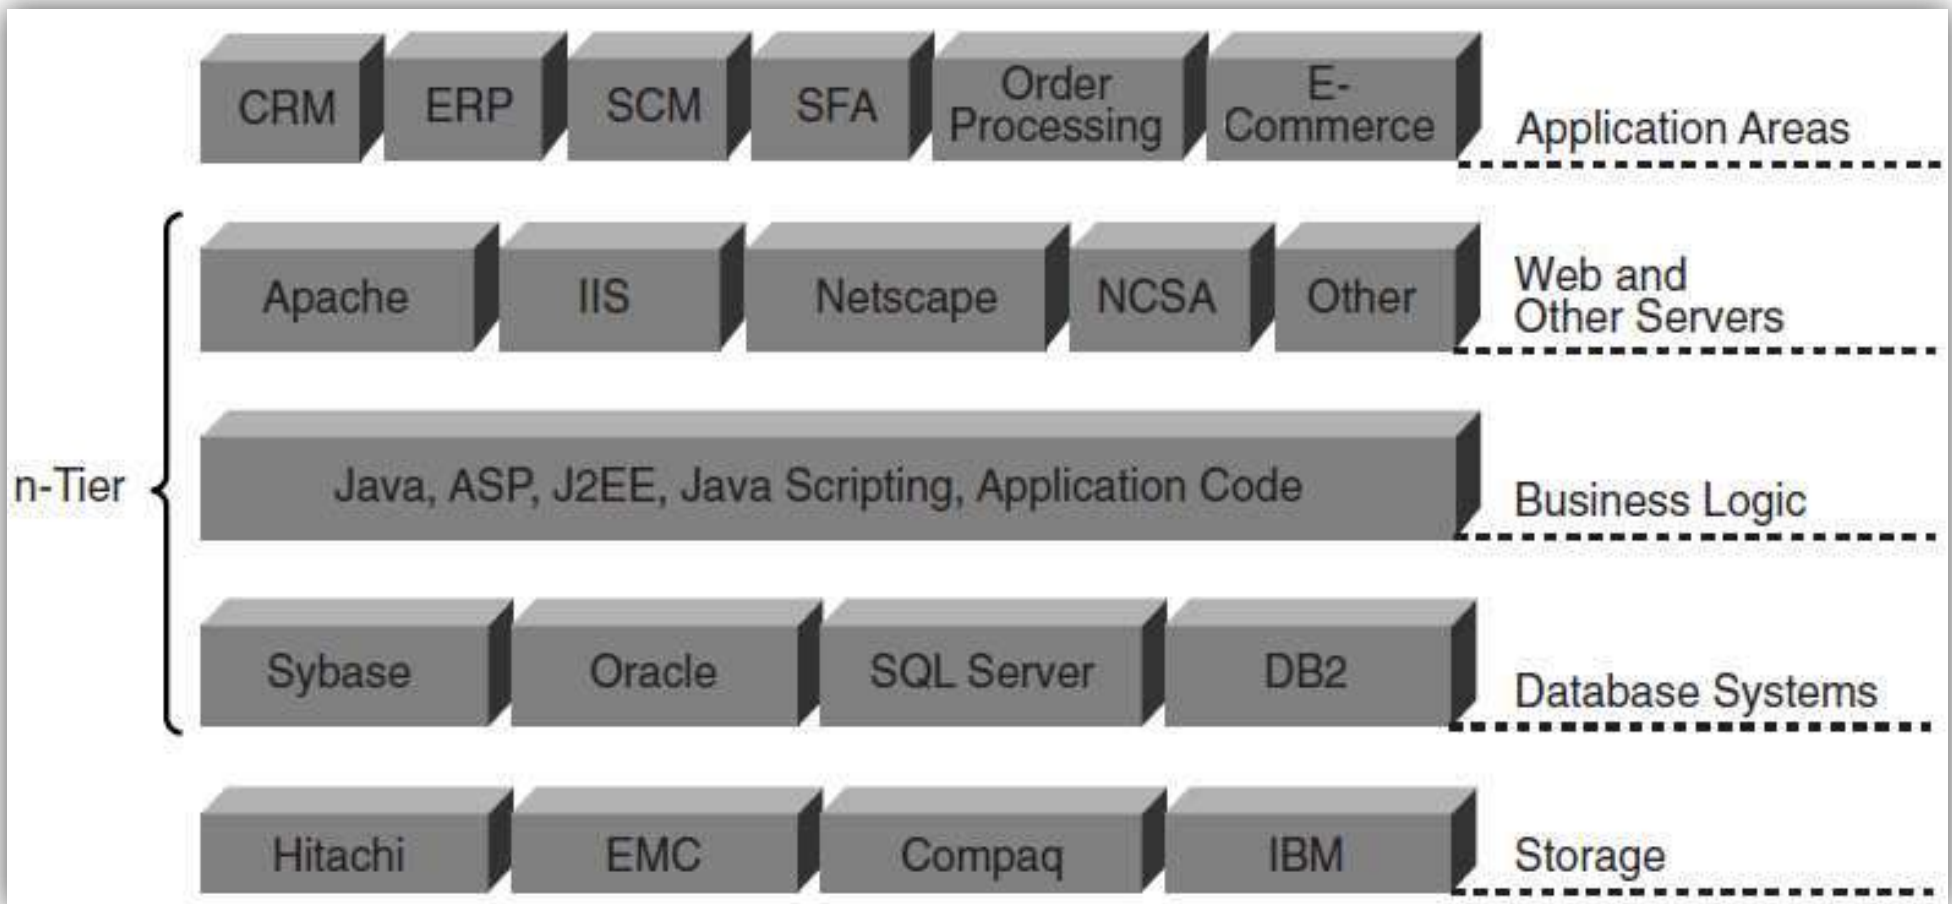 CRM
ERP
SCM
SFA
Order
Processing
E-
Commerce
Application Areas
Apache
IIS
Netscape
NCSA
Other
Web and
Other Servers
n-Tier
Java, ASP, J2EE, Java Scripting, Application Code
Business Logic
Sybase
Oracle
SQL Server
DB2
Database Systems
Hitachi
EMC
Compaq
IBM
Storage